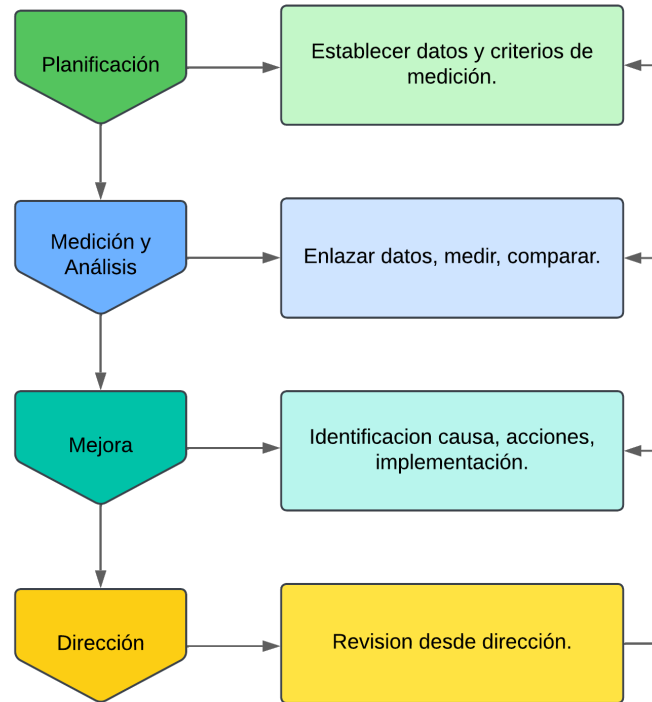 Planificación
Establecer datos y criterios de
medición.
Medición y
Análisis
Enlazar datos, medir, comparar.
Mejora
Identificacion causa, acciones,
implementación.
Dirección
Revision desde dirección.